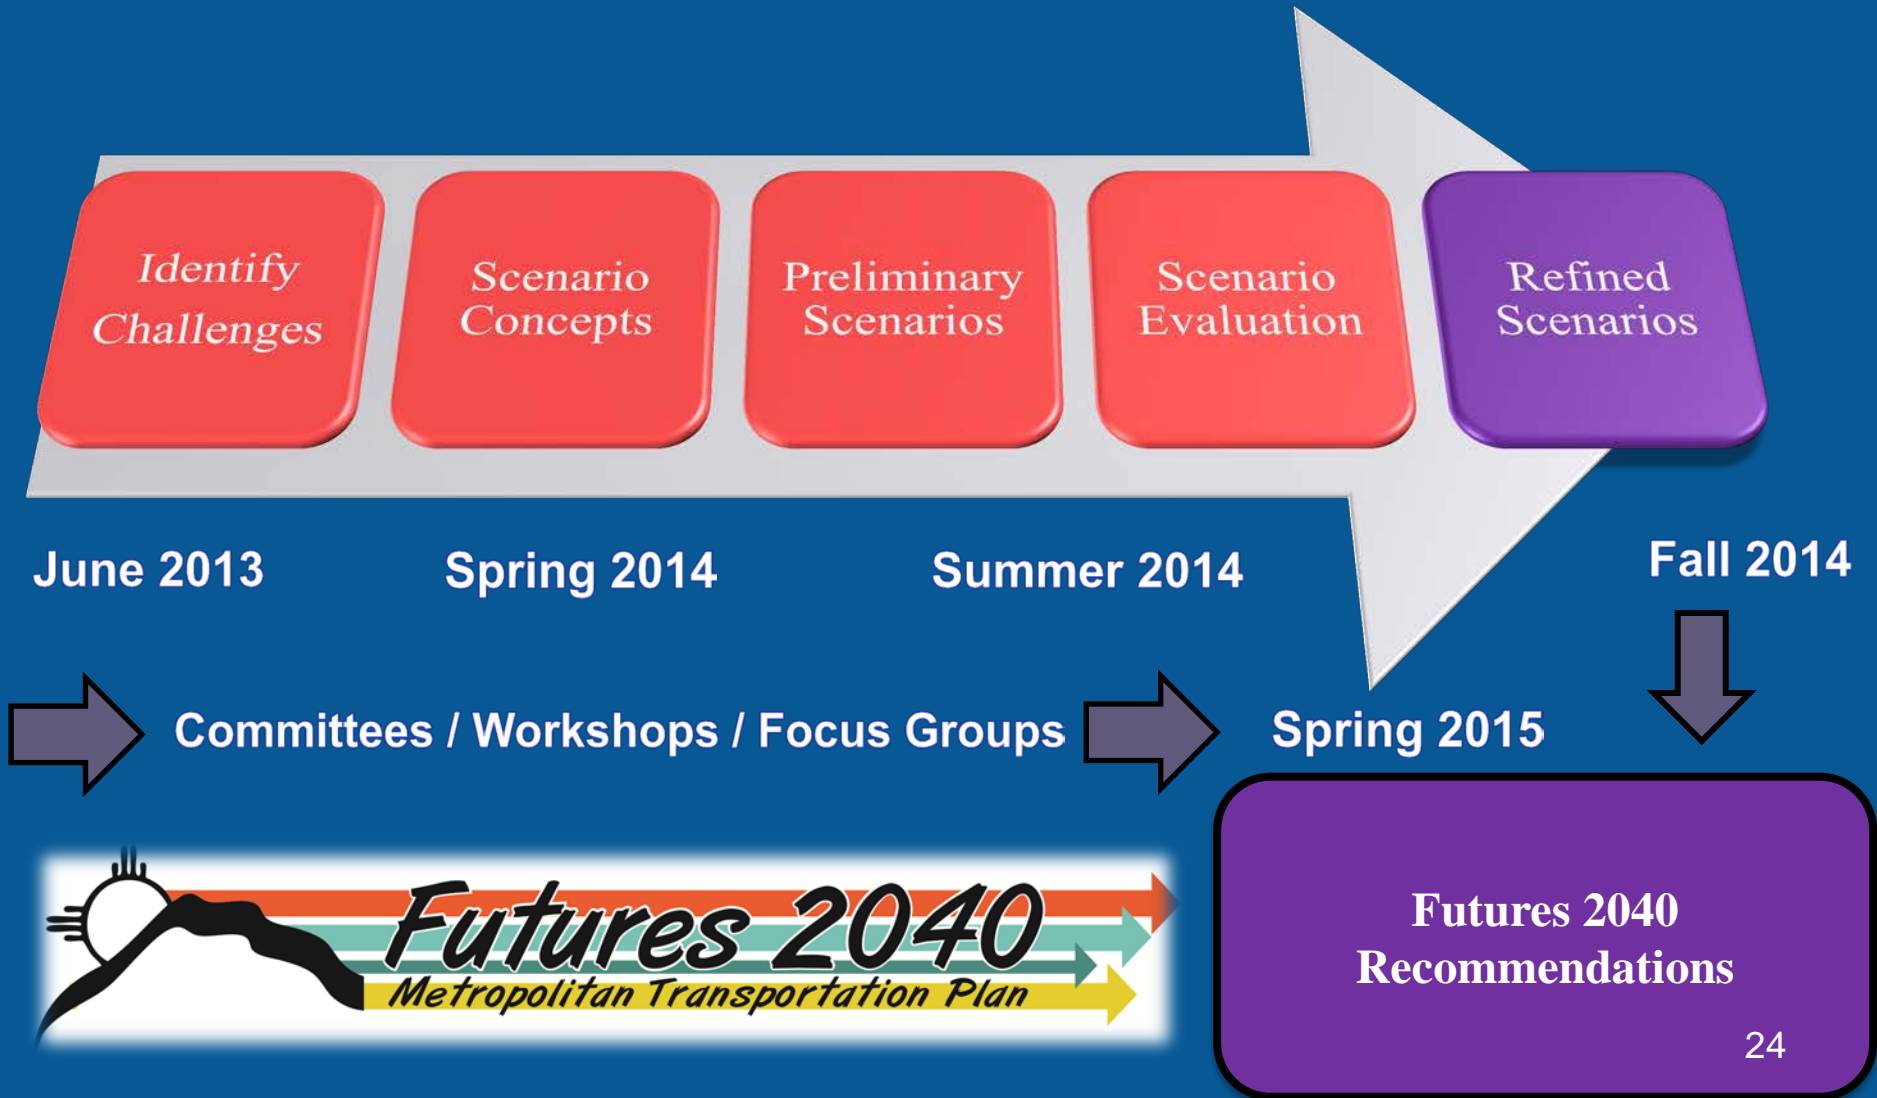 Identify
Challenges
Scenario
Concepts
Preliminary
Scenarios
Scenario
Evaluation
Refined
Scenarios
June 2013
Spring 2014
Summer 2014
Fall 2014
Committees / Workshops / Focus Groups
Spring 2015
Futures 2040
Metropolitan Transportation Plan
Futures 2040
Recommendations
24